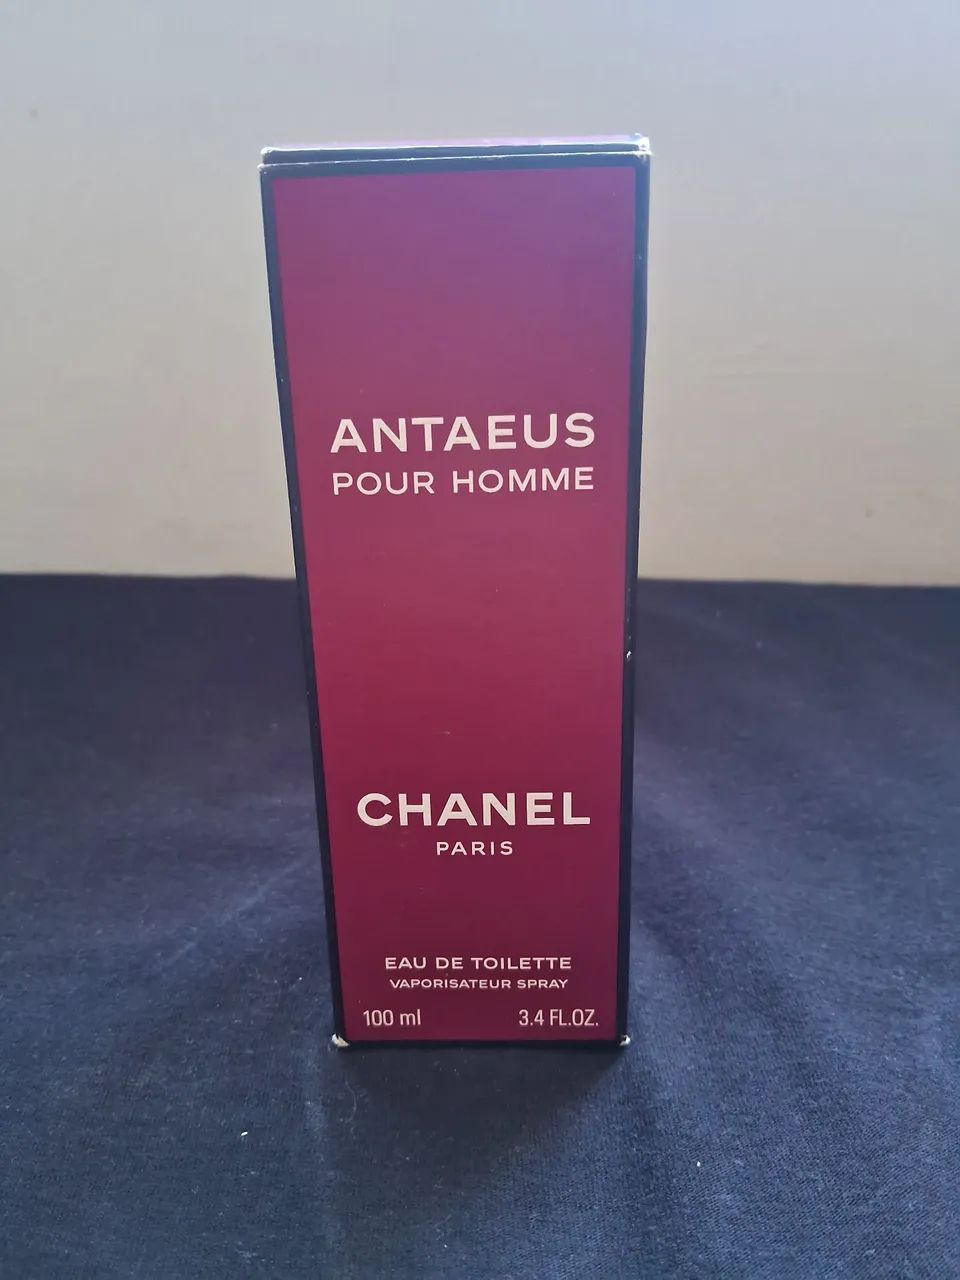 ANTAEUS
POUR HOMME
CHANEL
PARIS
EAU DE TOILETTE
VAPORISATEUR SPRAY
100 ml 3.4 FL.OZ.